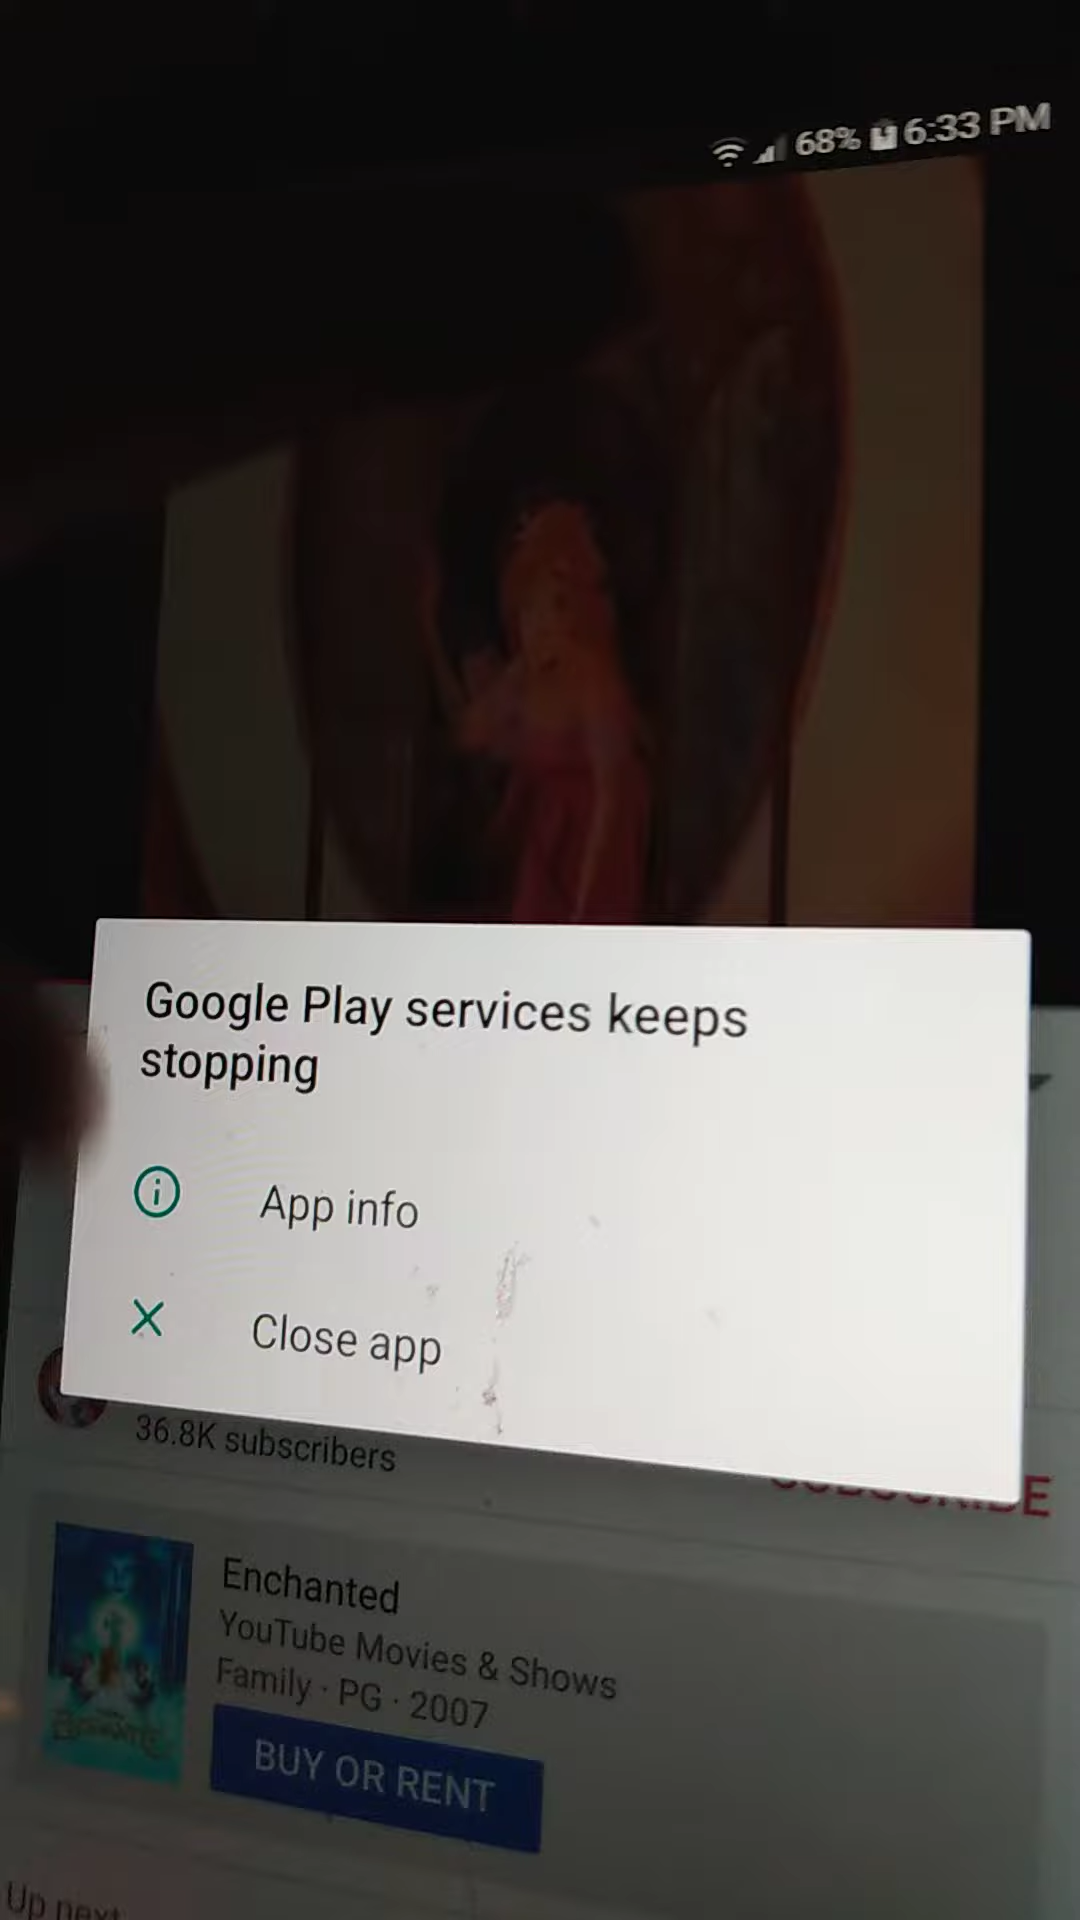 68% 6:33 PM
Google Play services keeps
stopping
App info
Close app
36.8K subscribers
SUBSCRIBE
Enchanted
YouTube Movies & Shows
Family · PG · 2007
BUY OR RENT
Up next